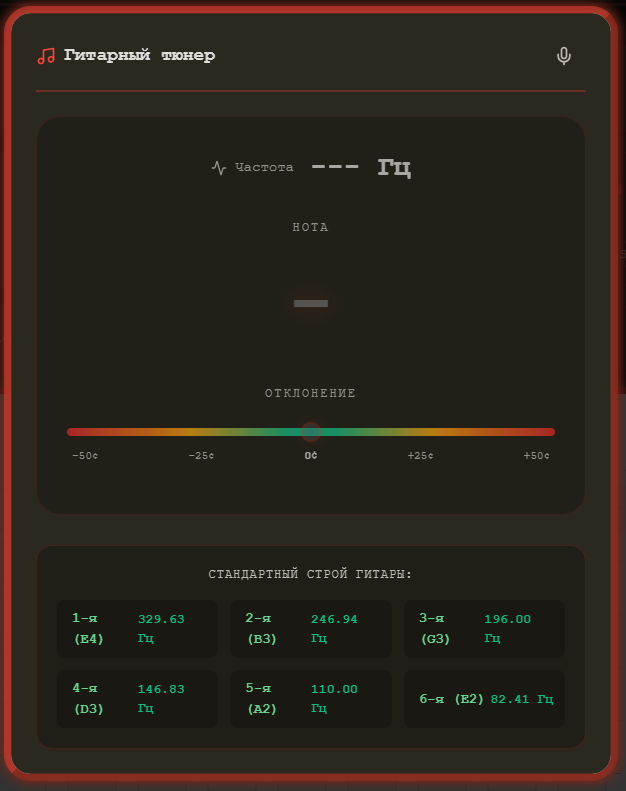 Гитарный тюнер
Частота --- Гц
НОТА
—
ОТКЛОНЕНИЕ
-50¢ -25¢ 0¢ +25¢ +50¢
СТАНДАРТНЫЙ СТРОЙ ГИТАРЫ:
1-я (E4) 329.63 Гц
2-я (B3) 246.94 Гц
3-я (G3) 196.00 Гц
4-я (D3) 146.83 Гц
5-я (A2) 110.00 Гц
6-я (E2) 82.41 Гц